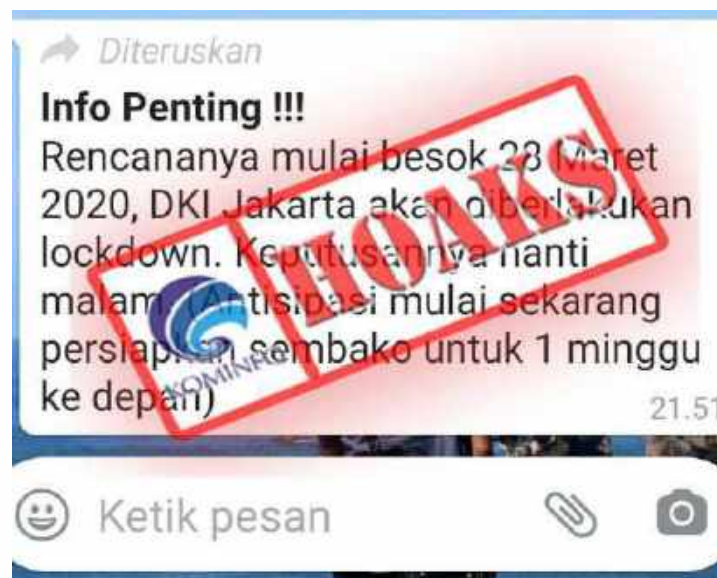 Diteruskan
Info Penting !!!
Rencananya mulai besok 28 Maret
2020, DKI Jakarta akan diberlakukan
lockdown. Keputusannya nanti
malam. (Antisipasi mulai sekarang
persiapkan sembako untuk 1 minggu
ke depan)
21.51
HOAKS
KOMINFO
Ketik pesan